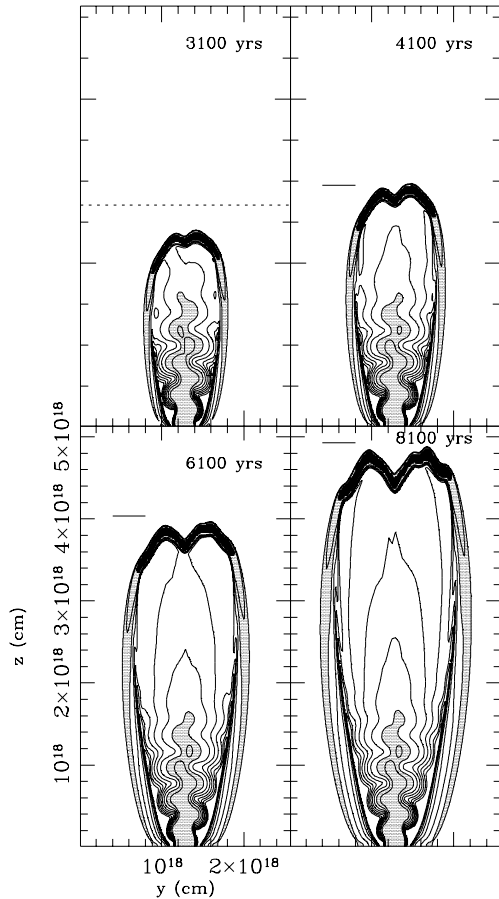 3100 yrs
4100 yrs
6100 yrs
8100 yrs
5×10¹⁸
4×10¹⁸
3×10¹⁸
2×10¹⁸
10¹⁸
z (cm)
10¹⁸
2×10¹⁸
y (cm)